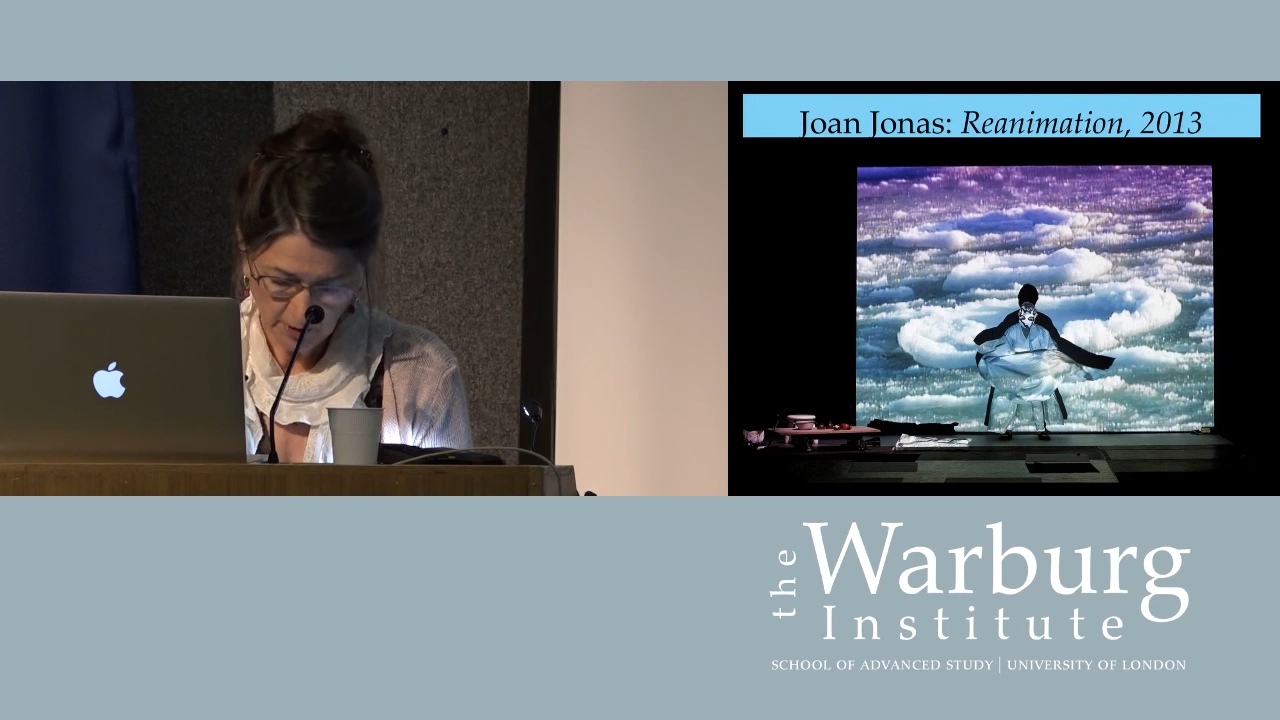 Joan Jonas: Reanimation, 2013
the Warburg
Institute
SCHOOL OF ADVANCED STUDY | UNIVERSITY OF LONDON